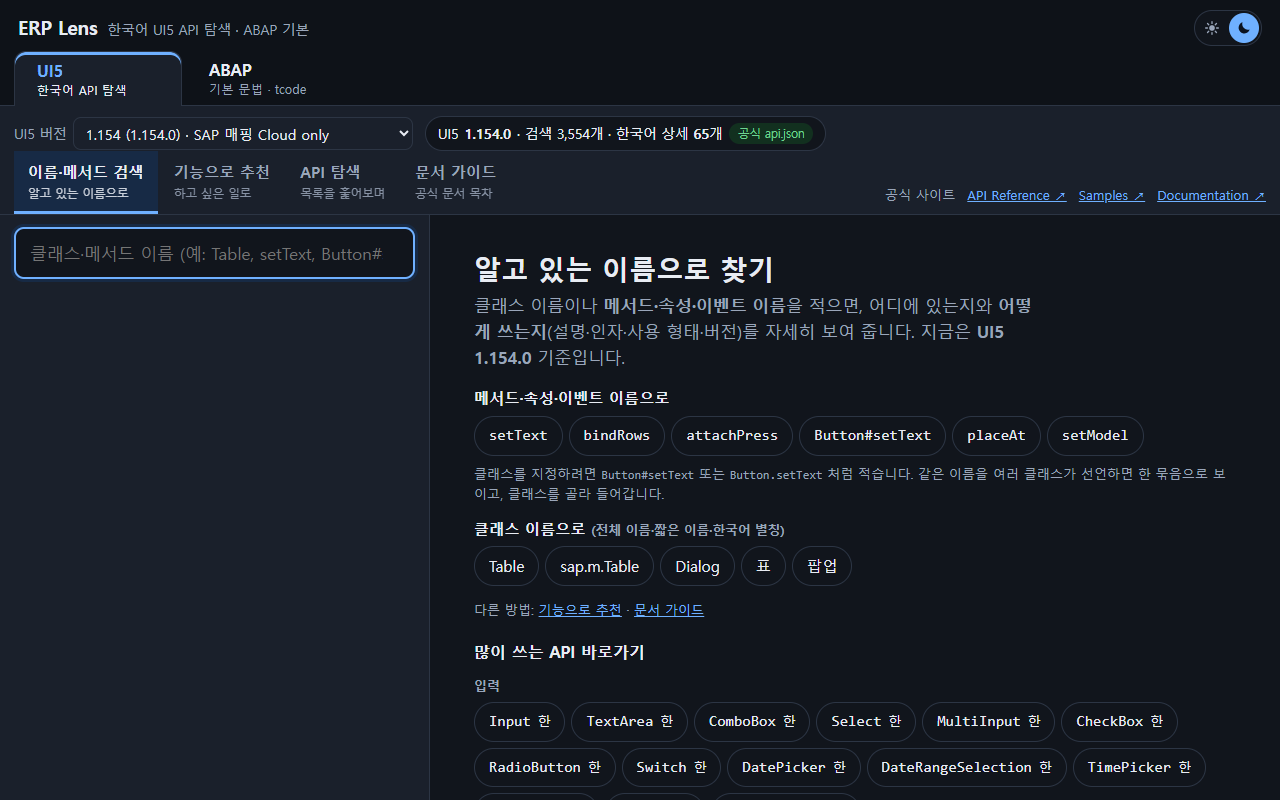 ERP Lens 한국어 UI5 API 탐색 · ABAP 기본
UI5
한국어 API 탐색
ABAP
기본 문법 · tcode
UI5 버전
1.154 (1.154.0) · SAP 매핑 Cloud only
UI5 1.154.0 · 검색 3,554개 · 한국어 상세 65개 공식 api.json
이름·메서드 검색
알고 있는 이름으로
기능으로 추천
하고 싶은 일로
API 탐색
목록을 훑어보며
문서 가이드
공식 문서 목차
공식 사이트 API Reference ↗ Samples ↗ Documentation ↗
클래스·메서드 이름 (예: Table, setText, Button#
알고 있는 이름으로 찾기
클래스 이름이나 메서드·속성·이벤트 이름을 적으면, 어디에 있는지와 어떻
게 쓰는지(설명·인자·사용 형태·버전)를 자세히 보여 줍니다. 지금은 UI5
1.154.0 기준입니다.
메서드·속성·이벤트 이름으로
setText bindRows attachPress Button#setText placeAt setModel
클래스를 지정하려면 Button#setText 또는 Button.setText 처럼 적습니다. 같은 이름을 여러 클래스가 선언하면 한 묶음으로 보
이고, 클래스를 골라 들어갑니다.
클래스 이름으로 (전체 이름·짧은 이름·한국어 별칭)
Table sap.m.Table Dialog 표 팝업
다른 방법: 기능으로 추천 · 문서 가이드
많이 쓰는 API 바로가기
입력
Input 한 TextArea 한 ComboBox 한 Select 한 MultiInput 한 CheckBox 한
RadioButton 한 Switch 한 DatePicker 한 DateRangeSelection 한 TimePicker 한